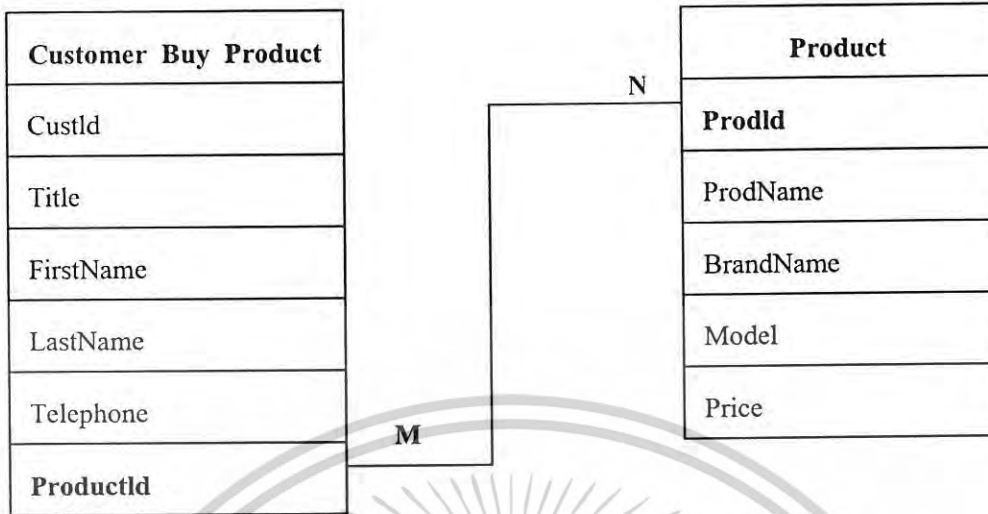 Customer Buy Product
CustId
Title
FirstName
LastName
Telephone
ProductId
M
N
Product
ProdId
ProdName
BrandName
Model
Price